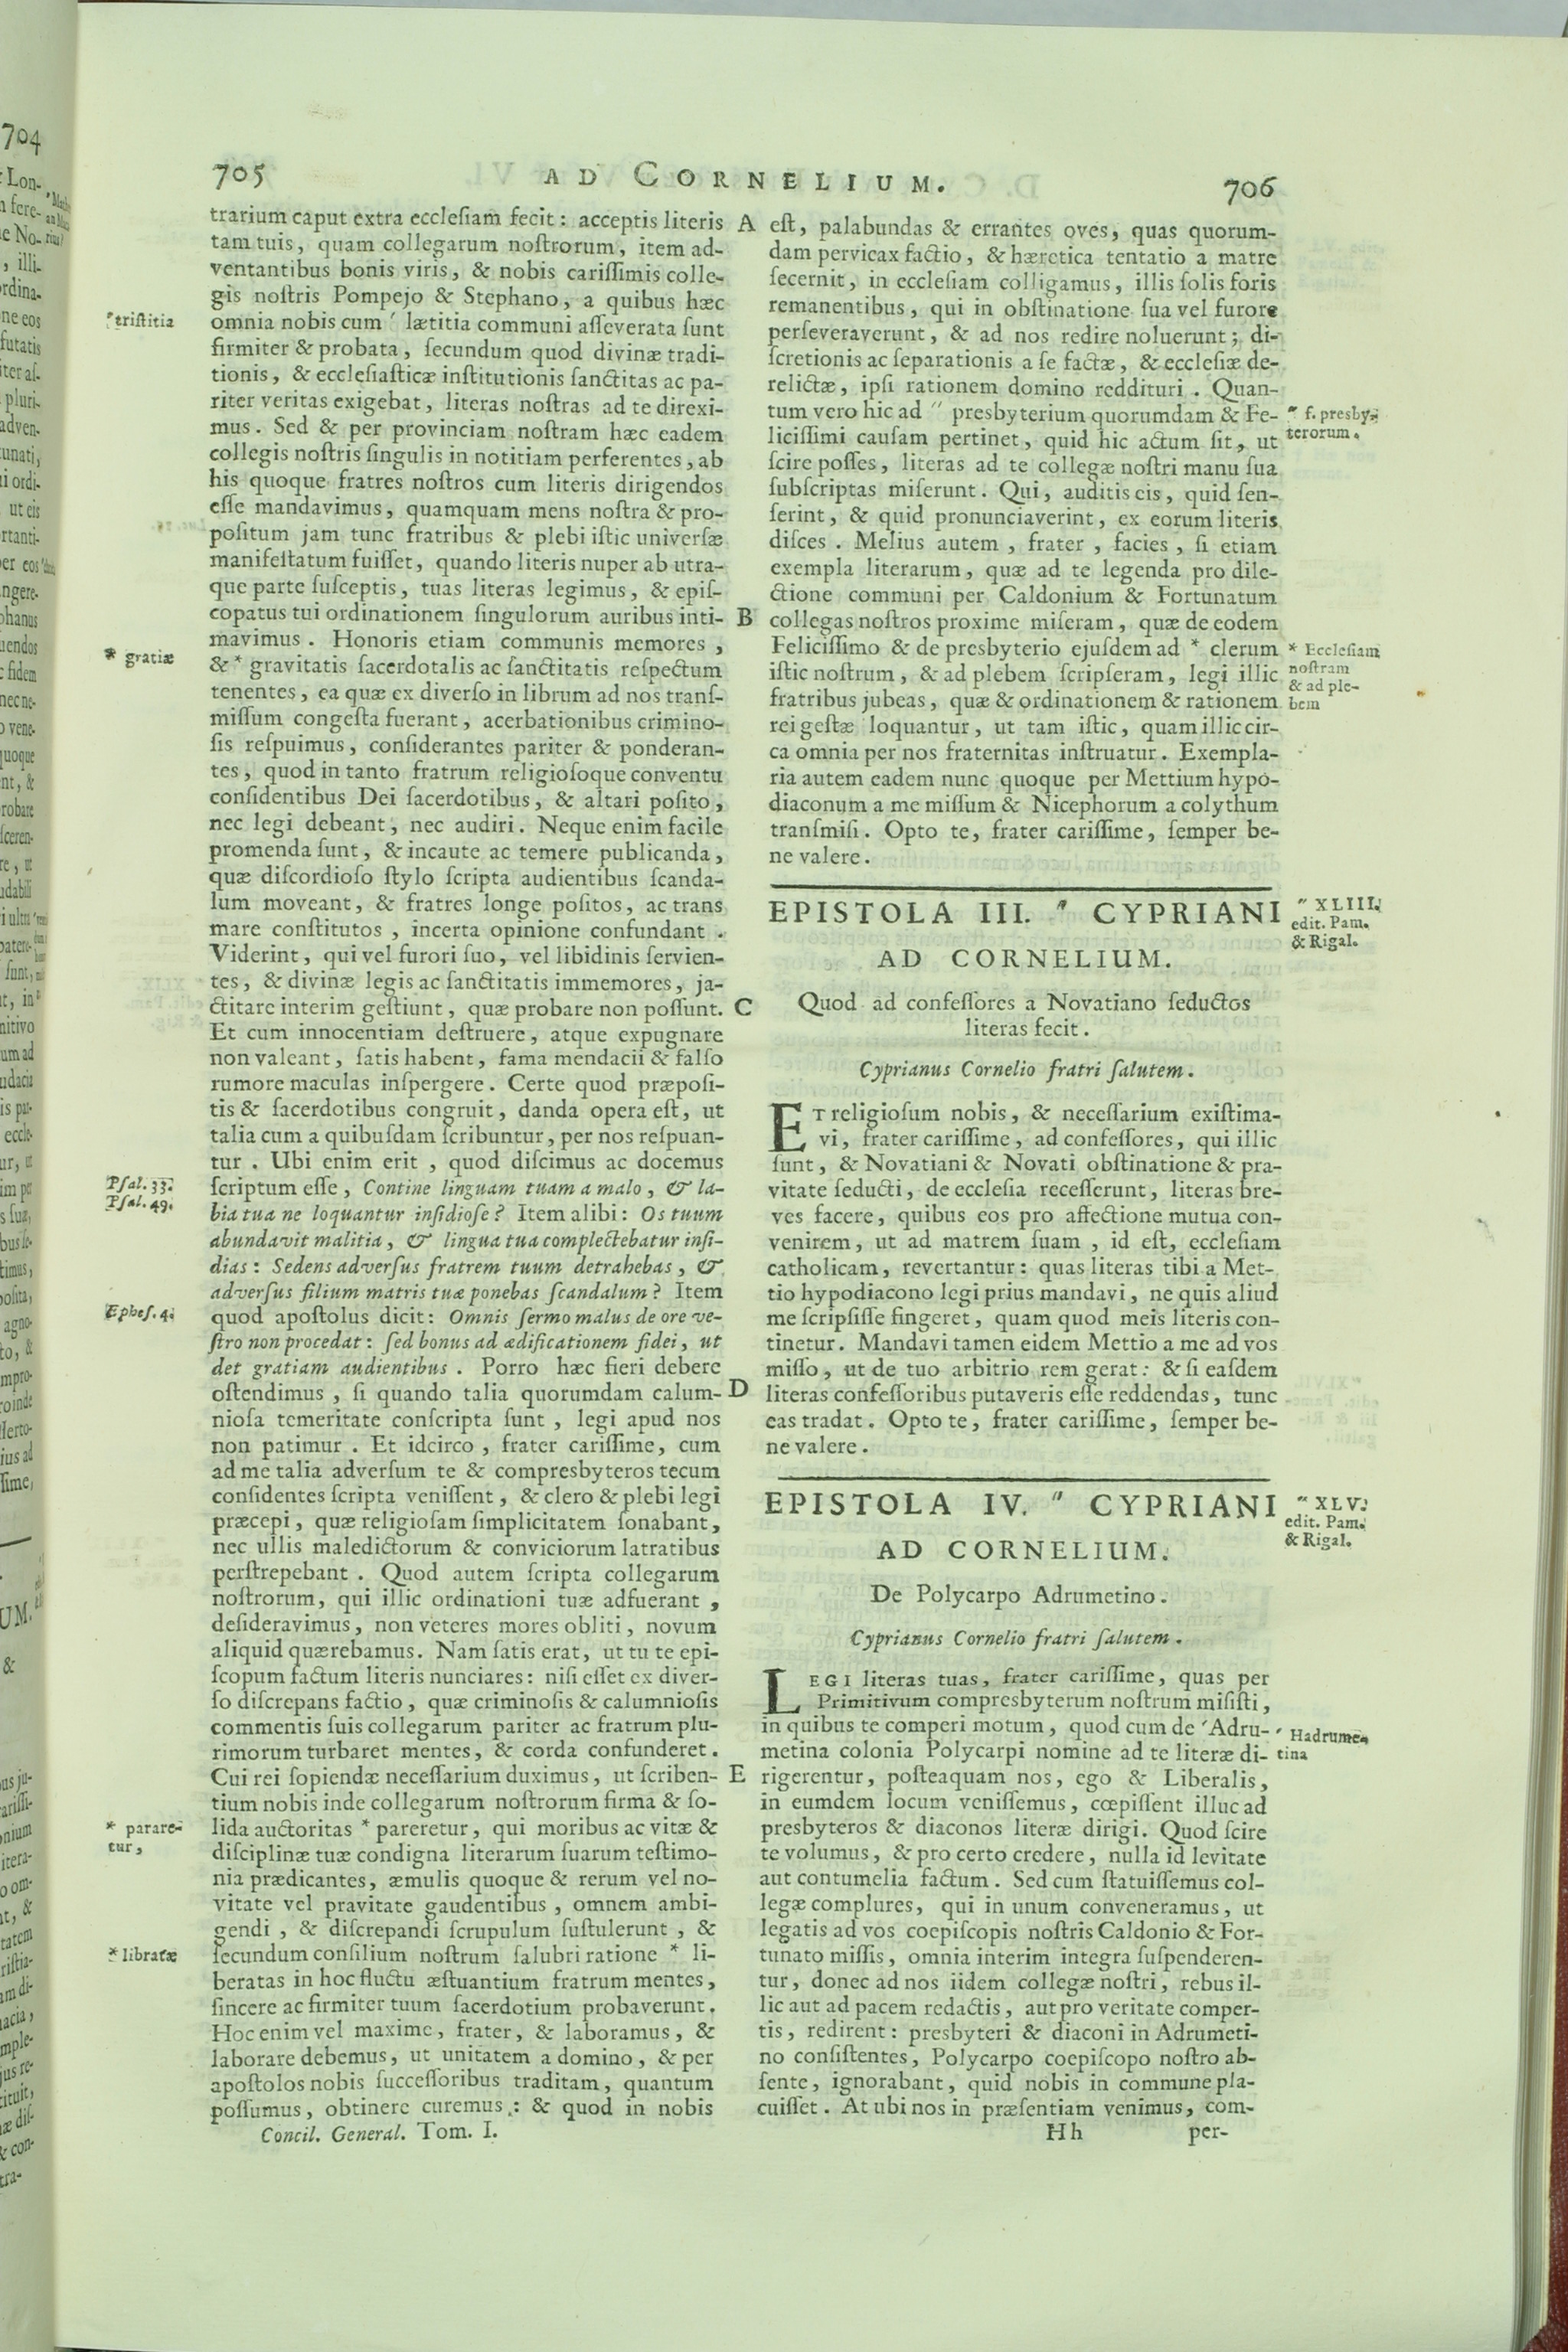 705
AD CORNELIUM.
706
trarium caput extra eccleſiam fecit: acceptis literis
tam tuis, quam collegarum noſtrorum, item ad-
ventantibus bonis viris, & nobis cariſſimis colle-
gis noſtris Pompejo & Stephano, a quibus hæc
omnia nobis cum ʹ lætitia communi aſſeverata ſunt
ʹtriſtitia
firmiter & probata, ſecundum quod divinæ tradi-
tionis, & eccleſiaſticæ inſtitutionis ſanctitas ac pa-
riter veritas exigebat, literas noſtras ad te direxi-
mus. Sed & per provinciam noſtram hæc eadem
collegis noſtris ſingulis in notitiam perferentes, ab
his quoque fratres noſtros cum literis dirigendos
eſſe mandavimus, quamquam mens noſtra & pro-
poſitum jam tunc fratribus & plebi iſtic univerſæ
manifeſtatum fuiſſet, quando literis nuper ab utra-
que parte ſuſceptis, tuas literas legimus, & epiſ-
copatus tui ordinationem ſingulorum auribus inti-
mavimus. Honoris etiam communis memores,
& * gravitatis ſacerdotalis ac ſanctitatis reſpectum
* gratiæ
tenentes, ea quæ ex diverſo in librum ad nos tranſ-
miſſum congeſta fuerant, acerbationibus crimino-
ſis reſpuimus, conſiderantes pariter & ponderan-
tes, quod in tanto fratrum religioſoque conventu
conſidentibus Dei ſacerdotibus, & altari poſito,
nec legi debeant, nec audiri. Neque enim facile
promenda ſunt, & incaute ac temere publicanda,
quæ diſcordioſo ſtylo ſcripta audientibus ſcanda-
lum moveant, & fratres longe poſitos, ac trans
mare conſtitutos, incerta opinione confundant.
Viderint, qui vel furori ſuo, vel libidinis ſervien-
tes, & divinæ legis ac ſanctitatis immemores, ja-
ctitare interim geſtiunt, quæ probare non poſſunt.
Et cum innocentiam deſtruere, atque expugnare
non valeant, ſatis habent, fama mendacii & falſo
rumore maculas inſpergere. Certe quod præpoſi-
tis & ſacerdotibus congruit, danda opera eſt, ut
talia cum a quibuſdam ſcribuntur, per nos reſpuan-
tur. Ubi enim erit, quod diſcimus ac docemus
ſcriptum eſſe, Contine linguam tuam a malo, & la-
Pſal. 33.
bia tua ne loquantur inſidioſe? Item alibi: Os tuum
Pſal. 49.
abundavit malitia, & lingua tua complectebatur inſi-
dias: Sedens adverſus fratrem tuum detrahebas, &
adverſus filium matris tuæ ponebas ſcandalum? Item
quod apoſtolus dicit: Omnis ſermo malus de ore ve-
Epheſ. 4.
ſtro non procedat: ſed bonus ad ædificationem fidei, ut
det gratiam audientibus. Porro hæc fieri debere
oſtendimus, ſi quando talia quorumdam calum-
nioſa temeritate conſcripta ſunt, legi apud nos
non patimur. Et idcirco, frater cariſſime, cum
ad me talia adverſum te & compresbyteros tecum
conſidentes ſcripta veniſſent, & clero & plebi legi
præcepi, quæ religioſam ſimplicitatem ſonabant,
nec ullis maledictorum & conviciorum latratibus
perſtrepebant. Quod autem ſcripta collegarum
noſtrorum, qui illic ordinationi tuæ adfuerant,
deſideravimus, non veteres mores obliti, novum
aliquid quærebamus. Nam ſatis erat, ut tu te epi-
ſcopum factum literis nunciares: niſi eſſet ex diver-
ſo diſcrepans factio, quæ criminoſis & calumnioſis
commentis ſuis collegarum pariter ac fratrum plu-
rimorum turbaret mentes, & corda confunderet.
Cui rei ſopiendæ neceſſarium duximus, ut ſcriben-
tium nobis inde collegarum noſtrorum firma & ſo-
lida auctoritas * pareretur, qui moribus ac vitæ &
* parare-
tur,
diſciplinæ tuæ condigna literarum ſuarum teſtimo-
nia prædicantes, æmulis quoque & rerum vel no-
vitate vel pravitate gaudentibus, omnem ambi-
gendi, & diſcrepandi ſcrupulum ſuſtulerunt, &
ſecundum conſilium noſtrum ſalubri ratione * li-
* libratæ
beratas in hoc fluctu æſtuantium fratrum mentes,
ſincere ac firmiter tuum ſacerdotium probaverunt.
Hoc enim vel maxime, frater, & laboramus, &
laborare debemus, ut unitatem a domino, & per
apoſtolos nobis ſucceſſoribus traditam, quantum
poſſumus, obtinere curemus: & quod in nobis
Concil. General. Tom. I.
A
B
C
D
E
eſt, palabundas & errantes oves, quas quorum-
dam pervicax factio, & hæretica tentatio a matre
ſecernit, in eccleſiam colligamus, illis ſolis foris
remanentibus, qui in obſtinatione ſua vel furore
perſeveraverunt, & ad nos redire noluerunt; di-
ſcretionis ac ſeparationis a ſe factæ, & eccleſiæ de-
relictæ, ipſi rationem domino reddituri. Quan-
tum vero hic ad ʺ presbyterium quorumdam & Fe-
ʺ f. presby-
terorum.
liciſſimi cauſam pertinet, quid hic actum ſit, ut
ſcire poſſes, literas ad te collegæ noſtri manu ſua
ſubſcriptas miſerunt. Qui, auditis eis, quid ſen-
ſerint, & quid pronunciaverint, ex eorum literis
diſces. Melius autem, frater, facies, ſi etiam
exempla literarum, quæ ad te legenda pro dile-
ctione communi per Caldonium & Fortunatum
collegas noſtros proxime miſeram, quæ de eodem
Feliciſſimo & de presbyterio ejuſdem ad * clerum
* Eccleſiam
noſtram
& ad ple-
bem
iſtic noſtrum, & ad plebem ſcripſeram, legi illic
fratribus jubeas, quæ & ordinationem & rationem
rei geſtæ loquantur, ut tam iſtic, quam illic cir-
ca omnia per nos fraternitas inſtruatur. Exempla-
ria autem eadem nunc quoque per Mettium hypo-
diaconum a me miſſum & Nicephorum acolythum
tranſmiſi. Opto te, frater cariſſime, ſemper be-
ne valere.
EPISTOLA III. ʺ CYPRIANI
AD CORNELIUM.
ʺ XLIII.
edit. Pam.
& Rigal.
Quod ad confeſſores a Novatiano ſeductos
literas fecit.
Cyprianus Cornelio fratri ſalutem.
ET religioſum nobis, & neceſſarium exiſtima-
vi, frater cariſſime, ad confeſſores, qui illic
ſunt, & Novatiani & Novati obſtinatione & pra-
vitate ſeducti, de eccleſia receſſerunt, literas bre-
ves facere, quibus eos pro affectione mutua con-
venirem, ut ad matrem ſuam, id eſt, eccleſiam
catholicam, revertantur: quas literas tibi a Met-
tio hypodiacono legi prius mandavi, ne quis aliud
me ſcripſiſſe fingeret, quam quod meis literis con-
tinetur. Mandavi tamen eidem Mettio a me ad vos
miſſo, ut de tuo arbitrio rem gerat: & ſi eaſdem
literas confeſſoribus putaveris eſſe reddendas, tunc
eas tradat. Opto te, frater cariſſime, ſemper be-
ne valere.
EPISTOLA IV. ʺ CYPRIANI
AD CORNELIUM.
ʺ XLV.
edit. Pam.
& Rigal.
De Polycarpo Adrumetino.
Cyprianus Cornelio fratri ſalutem.
LEGI literas tuas, frater cariſſime, quas per
Primitivum compresbyterum noſtrum miſiſti,
in quibus te comperi motum, quod cum de ʹAdru-
ʹ Hadrume-
tina
metina colonia Polycarpi nomine ad te literæ di-
rigerentur, poſteaquam nos, ego & Liberalis,
in eumdem locum veniſſemus, cœpiſſent illuc ad
presbyteros & diaconos literæ dirigi. Quod ſcire
te volumus, & pro certo credere, nulla id levitate
aut contumelia factum. Sed cum ſtatuiſſemus col-
legæ complures, qui in unum conveneramus, ut
legatis ad vos coepiſcopis noſtris Caldonio & For-
tunato miſſis, omnia interim integra ſuſpenderen-
tur, donec ad nos iidem collegæ noſtri, rebus il-
lic aut ad pacem redactis, aut pro veritate comper-
tis, redirent: presbyteri & diaconi in Adrumeti-
no conſiſtentes, Polycarpo coepiſcopo noſtro ab-
ſente, ignorabant, quid nobis in commune pla-
cuiſſet. At ubi nos in præſentiam venimus, com-
Hh
per-
704